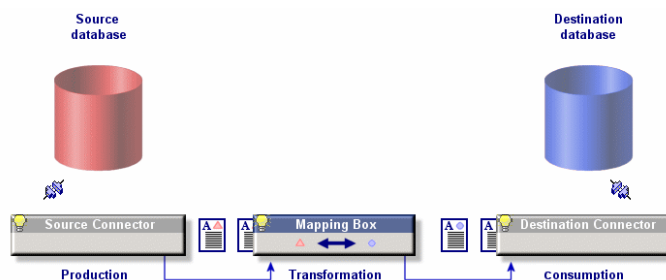 Source
database
Destination
database
Source Connector
A
A
Mapping Box
A
A
Destination Connector
Production
Transformation
Consumption